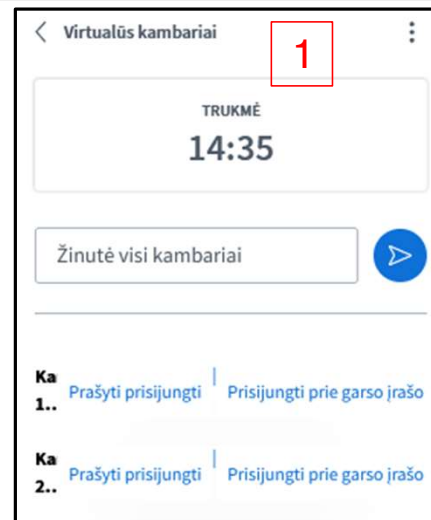 Virtualūs kambariai
1
TRUKMĖ
14:35
Žinutė visi kambariai
Ka
1..
Prašyti prisijungti
Prisijungti prie garso įrašo
Ka
2..
Prašyti prisijungti
Prisijungti prie garso įrašo